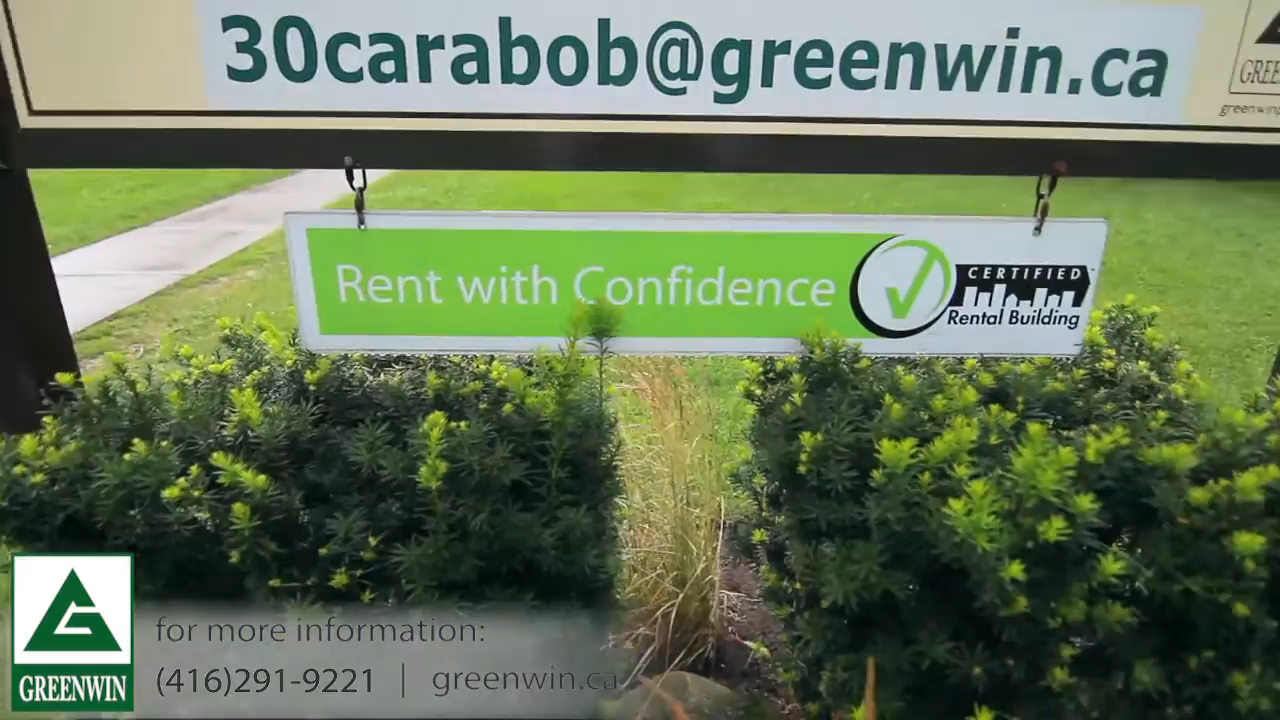 30carabob@greenwin.ca
Rent with Confidence
CERTIFIED
Rental Building
for more information:
(416)291-9221 | greenwin.ca
GREENWIN